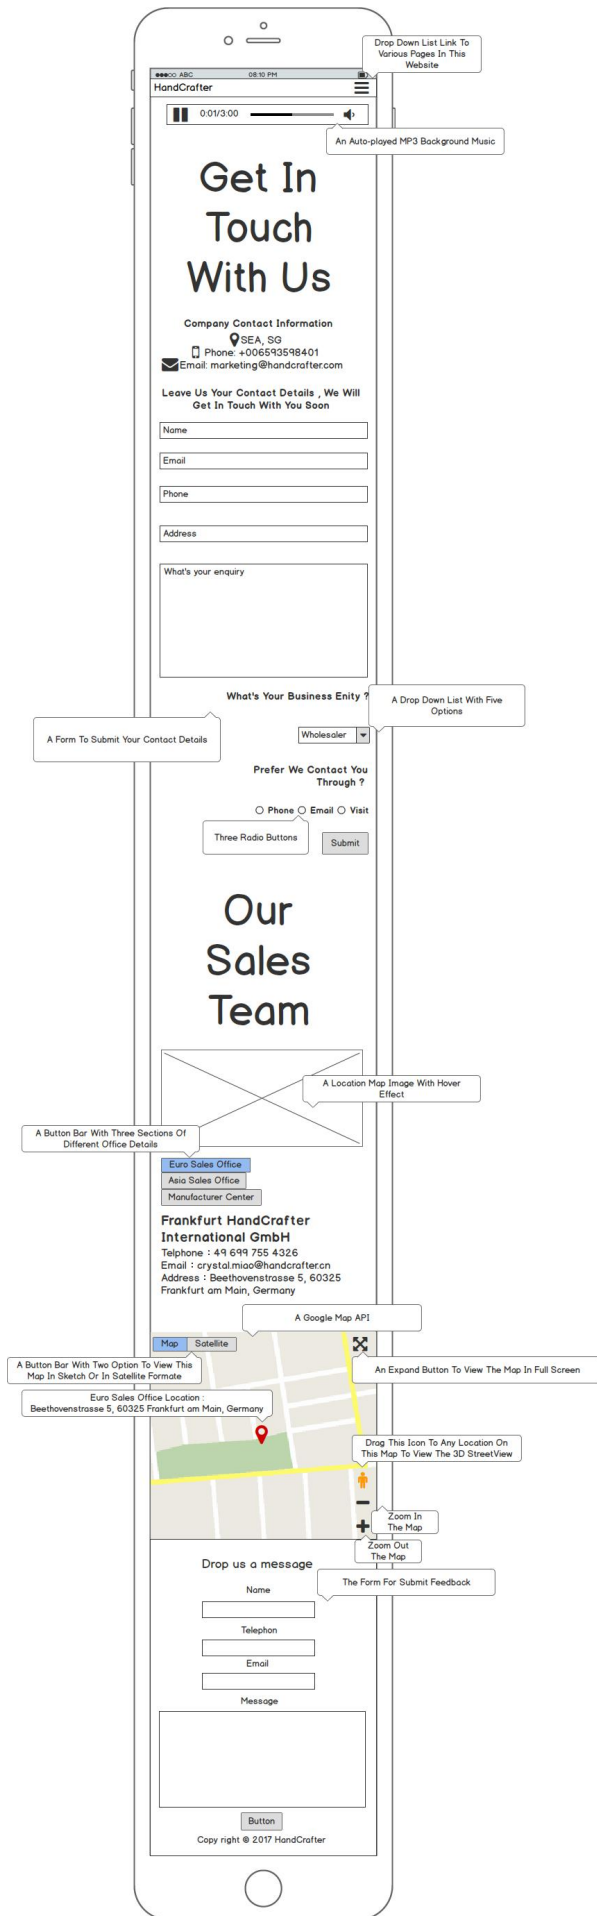 Drop Down List Link To
Various Pages In This
Website
ABC
08:10 PM
HandCrafter
0:01/3:00
An Auto-played MP3 Background Music
Get In
Touch
With Us
Company Contact Information
SEA, SG
Phone: +006593598401
Email: marketing@handcrafter.com
Leave Us Your Contact Details , We Will
Get In Touch With You Soon
Name
Email
Phone
Address
What's your enquiry
What's Your Business Enity ?
A Drop Down List With Five
Options
A Form To Submit Your Contact Details
Wholesaler
Prefer We Contact You
Through ?
Phone
Email
Visit
Three Radio Buttons
Submit
Our
Sales
Team
A Location Map Image With Hover
Effect
A Button Bar With Three Sections Of
Different Office Details
Euro Sales Office
Asia Sales Office
Manufacturer Center
Frankfurt HandCrafter
International GmbH
Telphone : 49 699 755 4326
Email : crystal.miao@handcrafter.cn
Address : Beethovenstrasse 5, 60325
Frankfurt am Main, Germany
A Google Map API
Map
Satellite
A Button Bar With Two Option To View This
Map In Sketch Or In Satellite Formate
An Expand Button To View The Map In Full Screen
Euro Sales Office Location :
Beethovenstrasse 5, 60325 Frankfurt am Main, Germany
Drag This Icon To Any Location On
This Map To View The 3D StreetView
Zoom In
The Map
Zoom Out
The Map
Drop us a message
The Form For Submit Feedback
Name
Telephon
Email
Message
Button
Copy right © 2017 HandCrafter